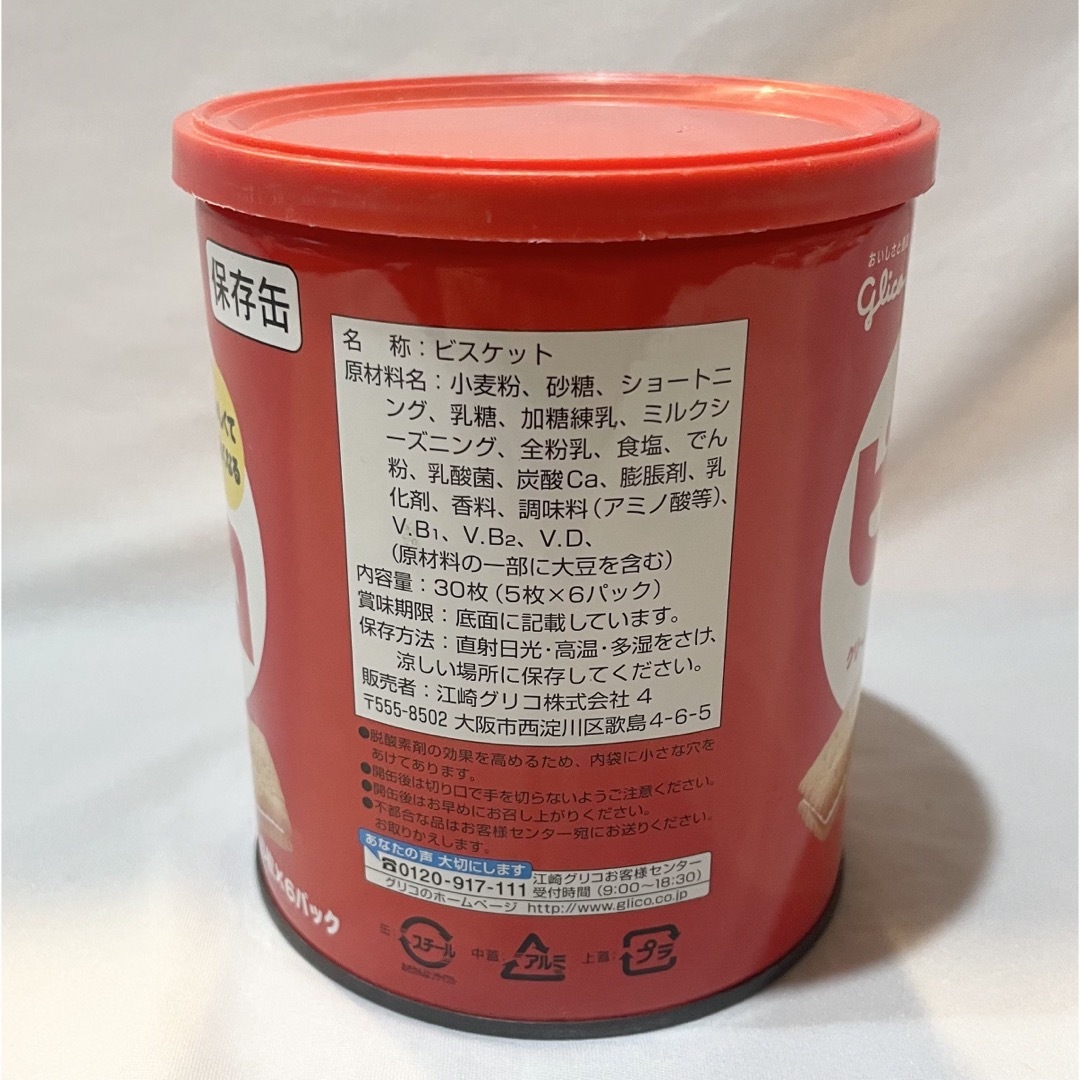 保存缶
名 称：ビスケット
原材料名：小麦粉、砂糖、ショートニ
ング、乳糖、加糖練乳、ミルクシ
ーズニング、全粉乳、食塩、でん
粉、乳酸菌、炭酸Ca、膨脹剤、乳
化剤、香料、調味料（アミノ酸等）、
V.B₁、V.B₂、V.D、
（原材料の一部に大豆を含む）
内容量：30枚（5枚×6パック）
賞味期限：底面に記載しています。
保存方法：直射日光・高温・多湿をさけ、
涼しい場所に保存してください。
販売者：江崎グリコ株式会社 4
〒555-8502 大阪市西淀川区歌島4-6-5
●脱酸素剤の効果を高めるため、内袋に小さな穴を
あけてあります。
●開缶後は切り口で手を切らないようご注意ください。
●開缶後はお早めにお召し上がりください。
●不都合な品はお客様センター宛にお送りください。
お取りかえします。
あなたの声 大切にします
☎0120-917-111
江崎グリコお客様センター
受付時間（9:00〜18:30）
グリコのホームページ http://www.glico.co.jp
缶：スチール
中蓋：アルミ
上蓋：プラ
×6パック
おいしさと
glico